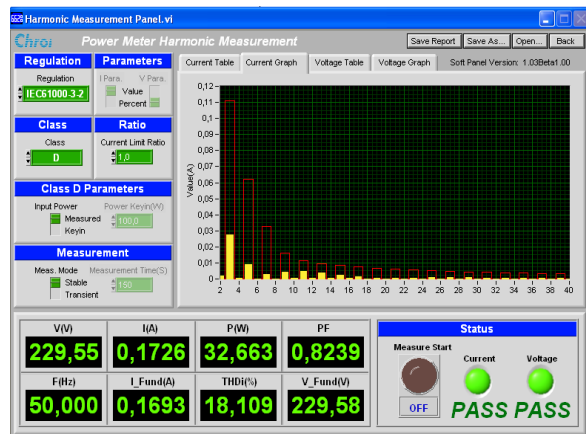 Harmonic Measurement Panel.vi
Chroma Power Meter Harmonic Measurement
Save Report Save As... Open... Back
Regulation Parameters
Current Table Current Graph Voltage Table Voltage Graph Soft Panel Version: 1.03Beta1.00
Regulation I Para. V Para.
IEC61000-3-2 Value
Percent
Class Ratio
Class Current Limit Ratio
D 1,0
Class D Parameters
Input Power Power Keyin(W)
Measured 100,0
Keyin
Measurement
Meas. Mode Measurement Time(S)
Stable 150
Transient
Value(A)
0,12
0,11
0,1
0,09
0,08
0,07
0,06
0,05
0,04
0,03
0,02
0,01
0
2 4 6 8 10 12 14 16 18 20 22 24 26 28 30 32 34 36 38 40
V(V) I(A) P(W) PF
229,55 0,1726 32,663 0,8239
F(Hz) I_Fund(A) THDi(%) V_Fund(V)
50,000 0,1693 18,109 229,58
Status
Measure Start Current Voltage
OFF PASS PASS